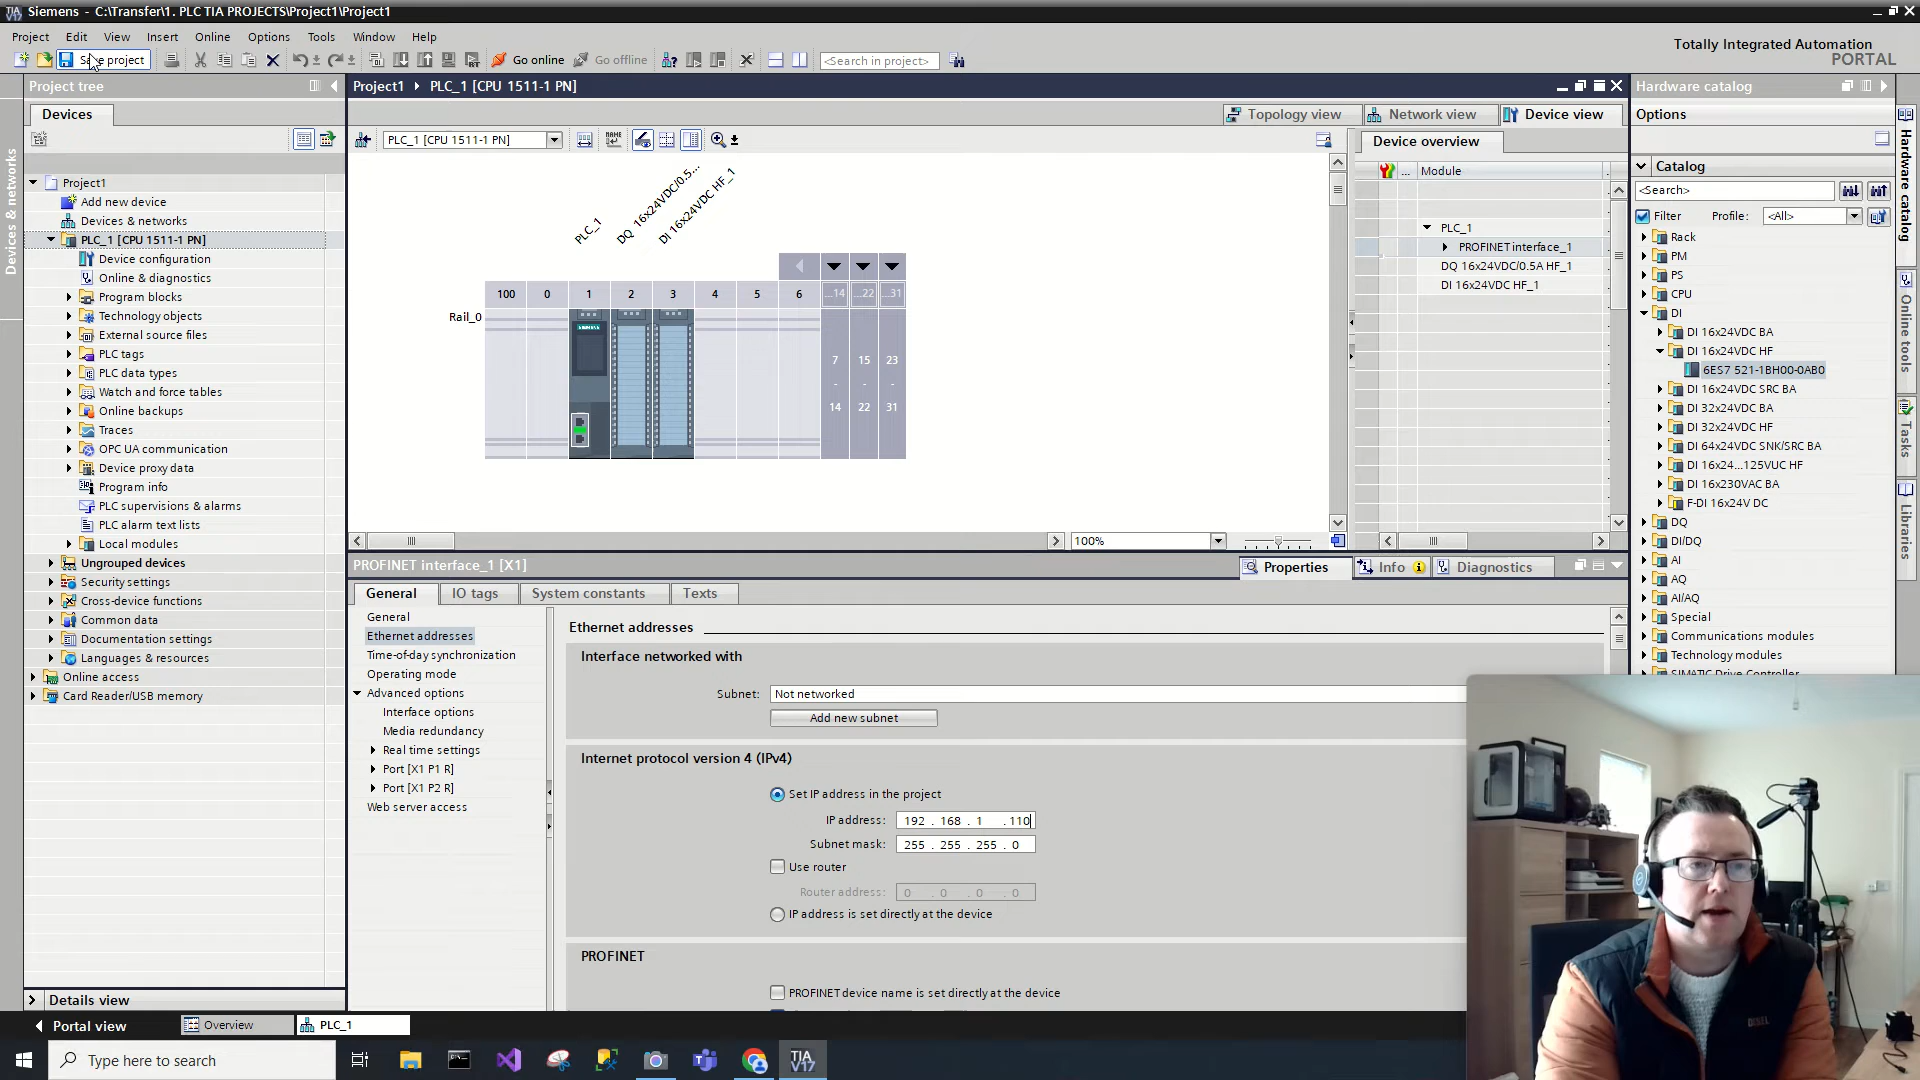 Siemens - C:\Transfer\1. PLC TIA PROJECTS\Project1\Project1
Project Edit View Insert Online Options Tools Window Help
Totally Integrated Automation
PORTAL
Save project
Go online
Go offline
<Search in project>
Project tree
Devices
Devices & networks
Project1
Add new device
Devices & networks
PLC_1 [CPU 1511-1 PN]
Device configuration
Online & diagnostics
Program blocks
Technology objects
External source files
PLC tags
PLC data types
Watch and force tables
Online backups
Traces
OPC UA communication
Device proxy data
Program info
PLC supervisions & alarms
PLC alarm text lists
Local modules
Ungrouped devices
Security settings
Cross-device functions
Common data
Documentation settings
Languages & resources
Online access
Card Reader/USB memory
Details view
Project1 PLC_1 [CPU 1511-1 PN]
Topology view
Network view
Device view
PLC_1 [CPU 1511-1 PN]
PLC_1
DQ 16x24VDC/0.5...
DI 16x24VDC HF_1
100 0 1 2 3 4 5 6 ...14 ...22 ...31
Rail_0
SIEMENS
7 15 23
- - -
14 22 31
100%
Device overview
... Module
PLC_1
PROFINET interface_1
DQ 16x24VDC/0.5A HF_1
DI 16x24VDC HF_1
PROFINET interface_1 [X1]
Properties
Info
Diagnostics
General
IO tags
System constants
Texts
General
Ethernet addresses
Time-of-day synchronization
Operating mode
Advanced options
Interface options
Media redundancy
Real time settings
Port [X1 P1 R]
Port [X1 P2 R]
Web server access
Ethernet addresses
Interface networked with
Subnet: Not networked
Add new subnet
Internet protocol version 4 (IPv4)
Set IP address in the project
IP address: 192 . 168 . 1 . 110
Subnet mask: 255 . 255 . 255 . 0
Use router
Router address: 0 . 0 . 0 . 0
IP address is set directly at the device
PROFINET
PROFINET device name is set directly at the device
Hardware catalog
Options
Catalog
<Search>
Filter
Profile: <All>
Rack
PM
PS
CPU
DI
DI 16x24VDC BA
DI 16x24VDC HF
6ES7 521-1BH00-0AB0
DI 16x24VDC SRC BA
DI 32x24VDC BA
DI 32x24VDC HF
DI 64x24VDC SNK/SRC BA
DI 16x24...125VUC HF
DI 16x230VAC BA
F-DI 16x24V DC
DQ
DI/DQ
AI
AQ
AI/AQ
Special
Communications modules
Technology modules
SIMATIC Drive Controller
Hardware catalog
Online tools
Tasks
Libraries
Portal view
Overview
PLC_1
Type here to search
TIA
V17